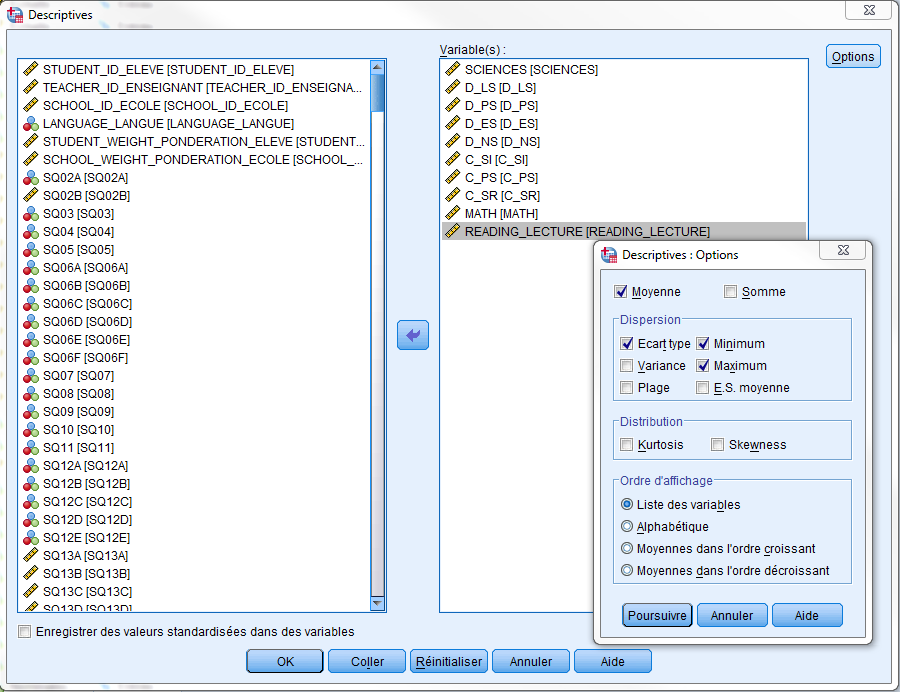 Descriptives
Variable(s) :
STUDENT_ID_ELEVE [STUDENT_ID_ELEVE]
TEACHER_ID_ENSEIGNANT [TEACHER_ID_ENSEIGNA...
SCHOOL_ID_ECOLE [SCHOOL_ID_ECOLE]
LANGUAGE_LANGUE [LANGUAGE_LANGUE]
STUDENT_WEIGHT_PONDERATION_ELEVE [STUDENT...
SCHOOL_WEIGHT_PONDERATION_ECOLE [SCHOOL_...
SQ02A [SQ02A]
SQ02B [SQ02B]
SQ03 [SQ03]
SQ04 [SQ04]
SQ05 [SQ05]
SQ06A [SQ06A]
SQ06B [SQ06B]
SQ06C [SQ06C]
SQ06D [SQ06D]
SQ06E [SQ06E]
SQ06F [SQ06F]
SQ07 [SQ07]
SQ08 [SQ08]
SQ09 [SQ09]
SQ10 [SQ10]
SQ11 [SQ11]
SQ12A [SQ12A]
SQ12B [SQ12B]
SQ12C [SQ12C]
SQ12D [SQ12D]
SQ12E [SQ12E]
SQ13A [SQ13A]
SQ13B [SQ13B]
SQ13C [SQ13C]
SQ13D [SQ13D]
SCIENCES [SCIENCES]
D_LS [D_LS]
D_PS [D_PS]
D_ES [D_ES]
D_NS [D_NS]
C_SI [C_SI]
C_PS [C_PS]
C_SR [C_SR]
MATH [MATH]
READING_LECTURE [READING_LECTURE]
Options
Descriptives : Options
Moyenne Somme
Dispersion
Ecart type Minimum
Variance Maximum
Plage E.S. moyenne
Distribution
Kurtosis Skewness
Ordre d'affichage
Liste des variables
Alphabétique
Moyennes dans l'ordre croissant
Moyennes dans l'ordre décroissant
Poursuivre Annuler Aide
Enregistrer des valeurs standardisées dans des variables
OK Coller Réinitialiser Annuler Aide